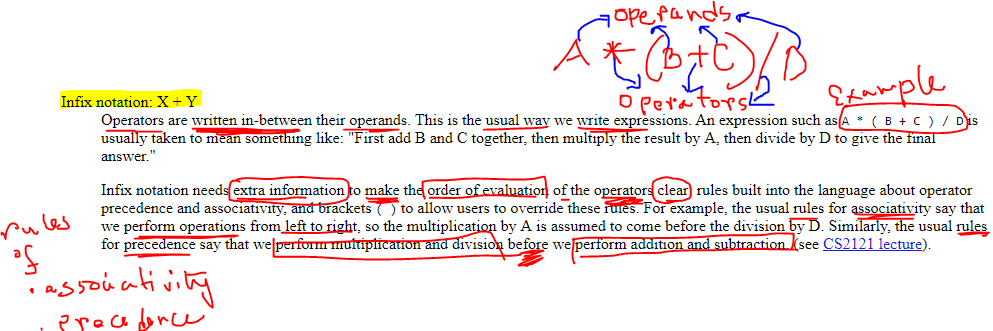 operands
A * (B+C) / D
operators
Example
Infix notation: X + Y
Operators are written in-between their operands. This is the usual way we write expressions. An expression such as A * ( B + C ) / D is
usually taken to mean something like: "First add B and C together, then multiply the result by A, then divide by D to give the final
answer."
Infix notation needs extra information to make the order of evaluation of the operators clear: rules built into the language about operator
precedence and associativity, and brackets ( ) to allow users to override these rules. For example, the usual rules for associativity say that
we perform operations from left to right, so the multiplication by A is assumed to come before the division by D. Similarly, the usual rules
for precedence say that we perform multiplication and division before we perform addition and subtraction. (see CS2121 lecture).
rules
of
. associativity
. precedence